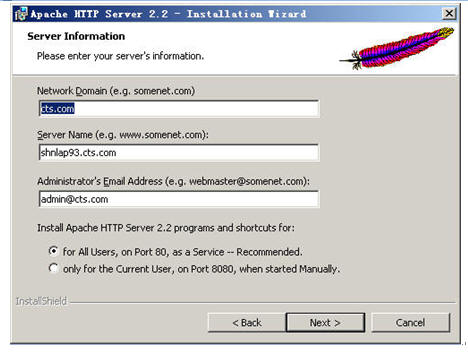 Apache HTTP Server 2.2 - Installation Wizard
Server Information
Please enter your server's information.
Network Domain (e.g. somenet.com)
cts.com
Server Name (e.g. www.somenet.com):
shnlap93.cts.com
Administrator's Email Address (e.g. webmaster@somenet.com):
admin@cts.com
Install Apache HTTP Server 2.2 programs and shortcuts for:
for All Users, on Port 80, as a Service -- Recommended.
only for the Current User, on Port 8080, when started Manually.
InstallShield
< Back
Next >
Cancel